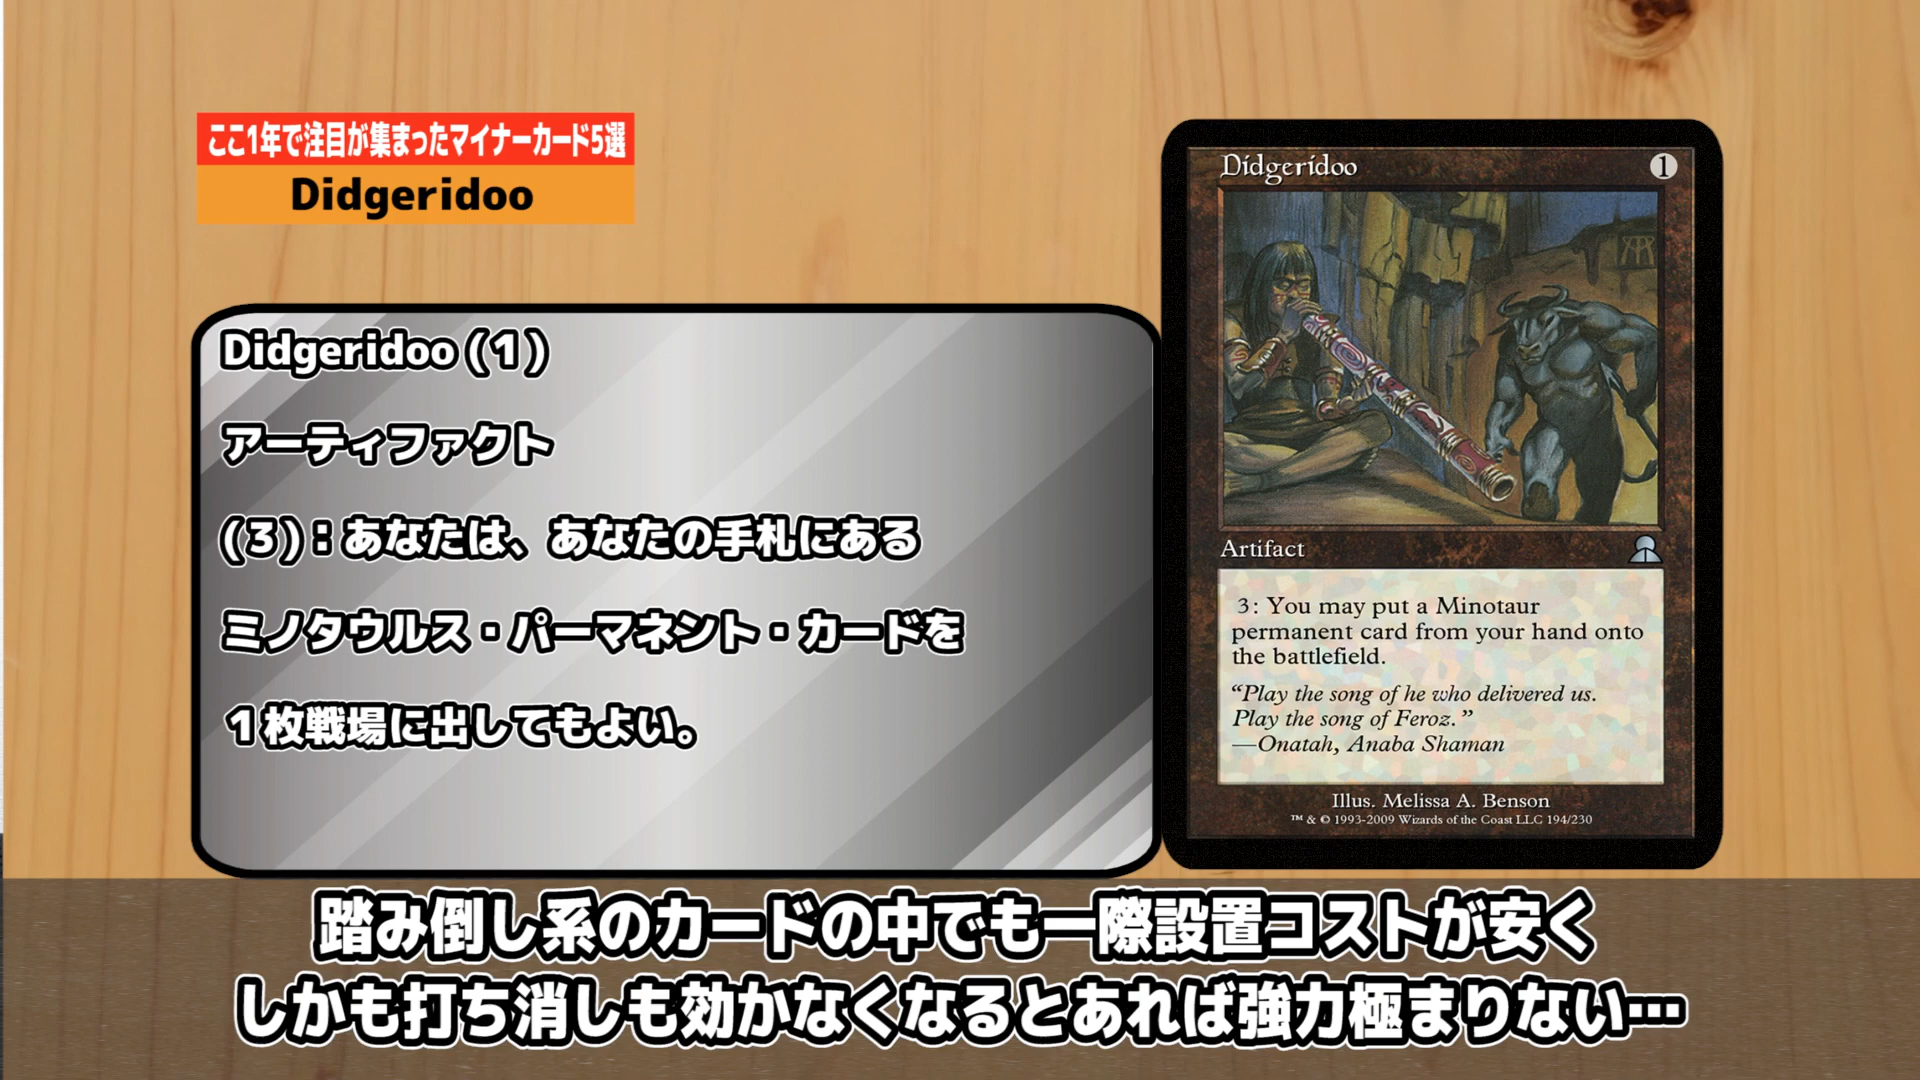 ここ1年で注目が集まったマイナーカード5選
Didgeridoo
Didgeridoo（1）
アーティファクト
（3）：あなたは、あなたの手札にある
ミノタウルス・パーマネント・カードを
１枚戦場に出してもよい。
Didgeridoo
1
Artifact
3: You may put a Minotaur
permanent card from your hand onto
the battlefield.
“Play the song of he who delivered us.
Play the song of Feroz.”
—Onatah, Anaba Shaman
Illus. Melissa A. Benson
™ & © 1993-2009 Wizards of the Coast LLC 194/230
踏み倒し系のカードの中でも一際設置コストが安く
しかも打ち消しも効かなくなるとあれば強力極まりない…